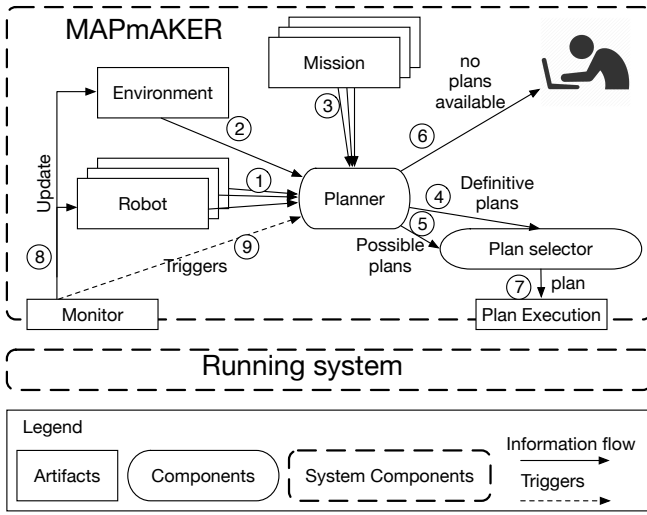 MAPmAKER
Mission
no
plans
available
Environment
3
2
6
1
Planner
Robot
Update
4
Definitive
plans
5
Possible
plans
Plan selector
9
Triggers
8
7
plan
Monitor
Plan Execution
Running system
Legend
Artifacts
Components
System Components
Information flow
Triggers